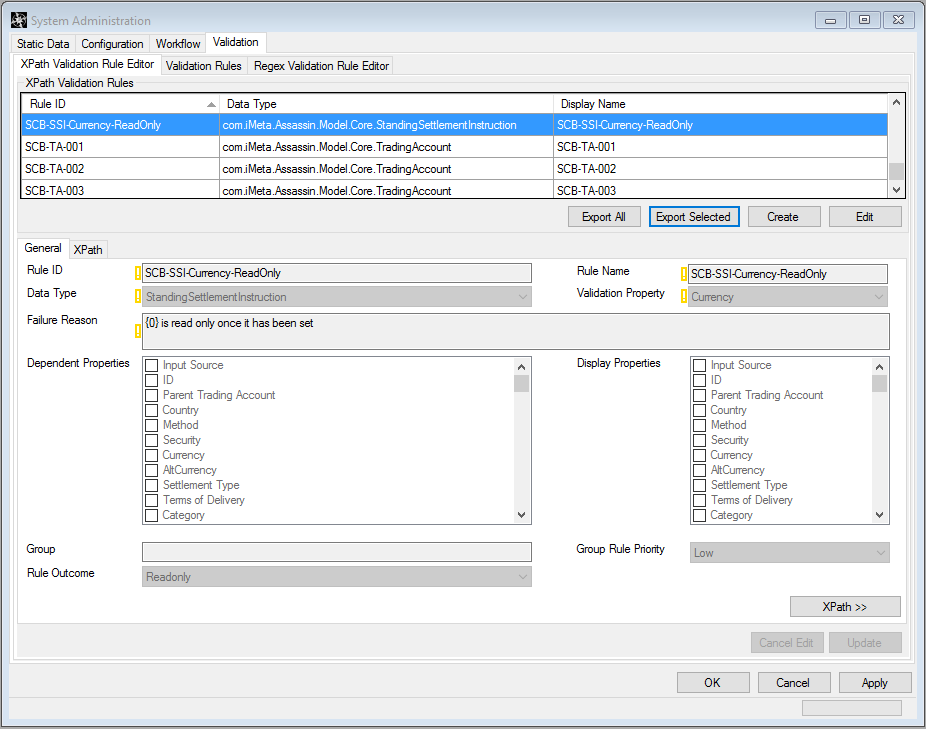 System Administration
Static Data Configuration Workflow Validation
XPath Validation Rule Editor Validation Rules Regex Validation Rule Editor
XPath Validation Rules
Rule ID Data Type Display Name
SCB-SSI-Currency-ReadOnly com.iMeta.Assassin.Model.Core.StandingSettlementInstruction SCB-SSI-Currency-ReadOnly
SCB-TA-001 com.iMeta.Assassin.Model.Core.TradingAccount SCB-TA-001
SCB-TA-002 com.iMeta.Assassin.Model.Core.TradingAccount SCB-TA-002
SCB-TA-003 com.iMeta.Assassin.Model.Core.TradingAccount SCB-TA-003
Export All Export Selected Create Edit
General XPath
Rule ID SCB-SSI-Currency-ReadOnly Rule Name SCB-SSI-Currency-ReadOnly
Data Type StandingSettlementInstruction Validation Property Currency
Failure Reason {0} is read only once it has been set
Dependent Properties Input Source Display Properties Input Source
ID ID
Parent Trading Account Parent Trading Account
Country Country
Method Method
Security Security
Currency Currency
AltCurrency AltCurrency
Settlement Type Settlement Type
Terms of Delivery Terms of Delivery
Category Category
Group Group Rule Priority Low
Rule Outcome Readonly
XPath >>
Cancel Edit Update
OK Cancel Apply